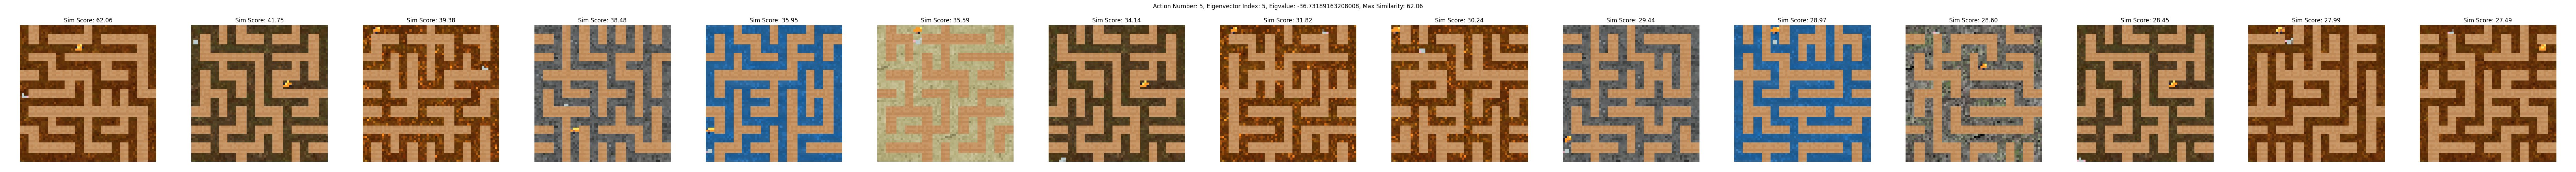 Action Number: 5, Eigenvector Index: 5, Eigvalue: -36.73189163208008, Max Similarity: 62.06
Sim Score: 62.06
Sim Score: 41.75
Sim Score: 39.38
Sim Score: 38.48
Sim Score: 35.95
Sim Score: 35.59
Sim Score: 34.14
Sim Score: 31.82
Sim Score: 30.24
Sim Score: 29.44
Sim Score: 28.97
Sim Score: 28.60
Sim Score: 28.45
Sim Score: 27.99
Sim Score: 27.49